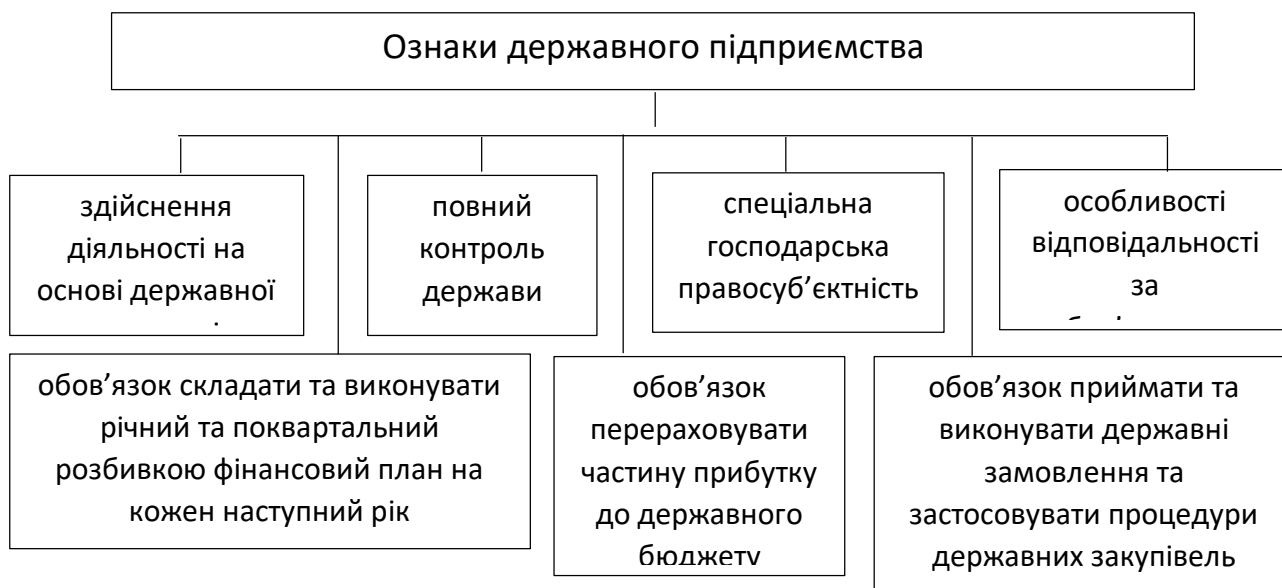 Ознаки державного підприємства
здійснення
діяльності на
основі державної
повний
контроль
держави
спеціальна
господарська
правосуб’єктність
особливості
відповідальності
за
обов’язок складати та виконувати
річний та поквартальний
розбивкою фінансовий план на
кожен наступний рік
обов’язок
перераховувати
частину прибутку
до державного
бюджету
обов’язок приймати та
виконувати державні
замовлення та
застосовувати процедури
державних закупівель